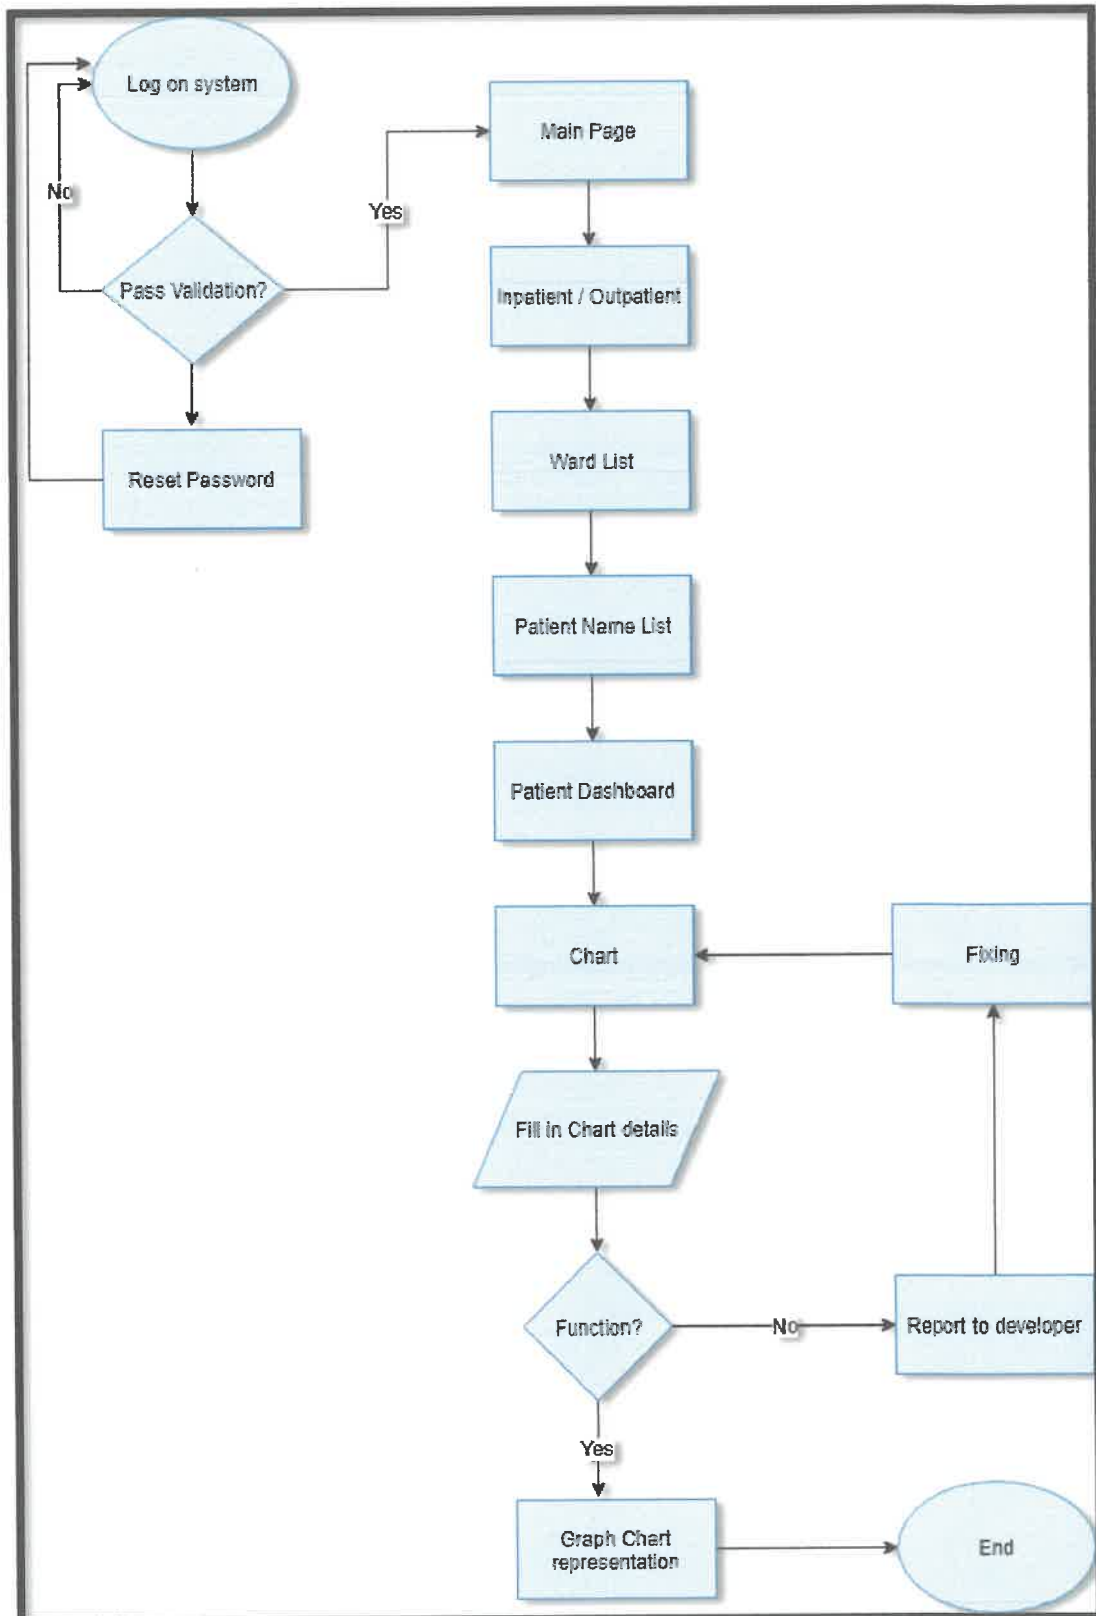 Log on system
No
Pass Validation?
Yes
Reset Password
Main Page
Inpatient / Outpatient
Ward List
Patient Name List
Patient Dashboard
Chart
Fixing
Fill in Chart details
Function?
No
Report to developer
Yes
Graph Chart
representation
End